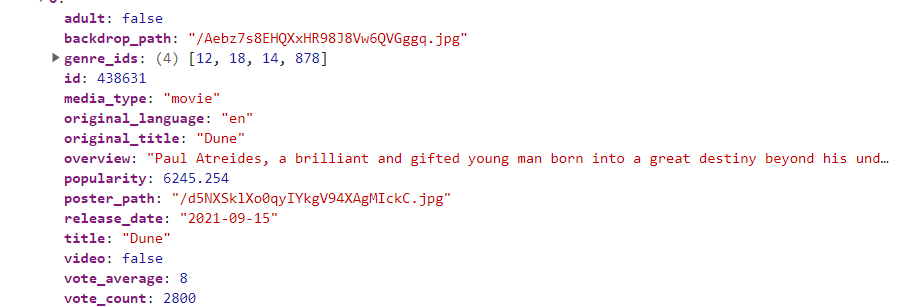 adult: false
backdrop_path: "/Aebz7s8EHQXxHR98J8Vw6QVGggq.jpg"
genre_ids: (4) [12, 18, 14, 878]
id: 438631
media_type: "movie"
original_language: "en"
original_title: "Dune"
overview: "Paul Atreides, a brilliant and gifted young man born into a great destiny beyond his und…
popularity: 6245.254
poster_path: "/d5NXSklXo0qyIYkgV94XAgMIckC.jpg"
release_date: "2021-09-15"
title: "Dune"
video: false
vote_average: 8
vote_count: 2800